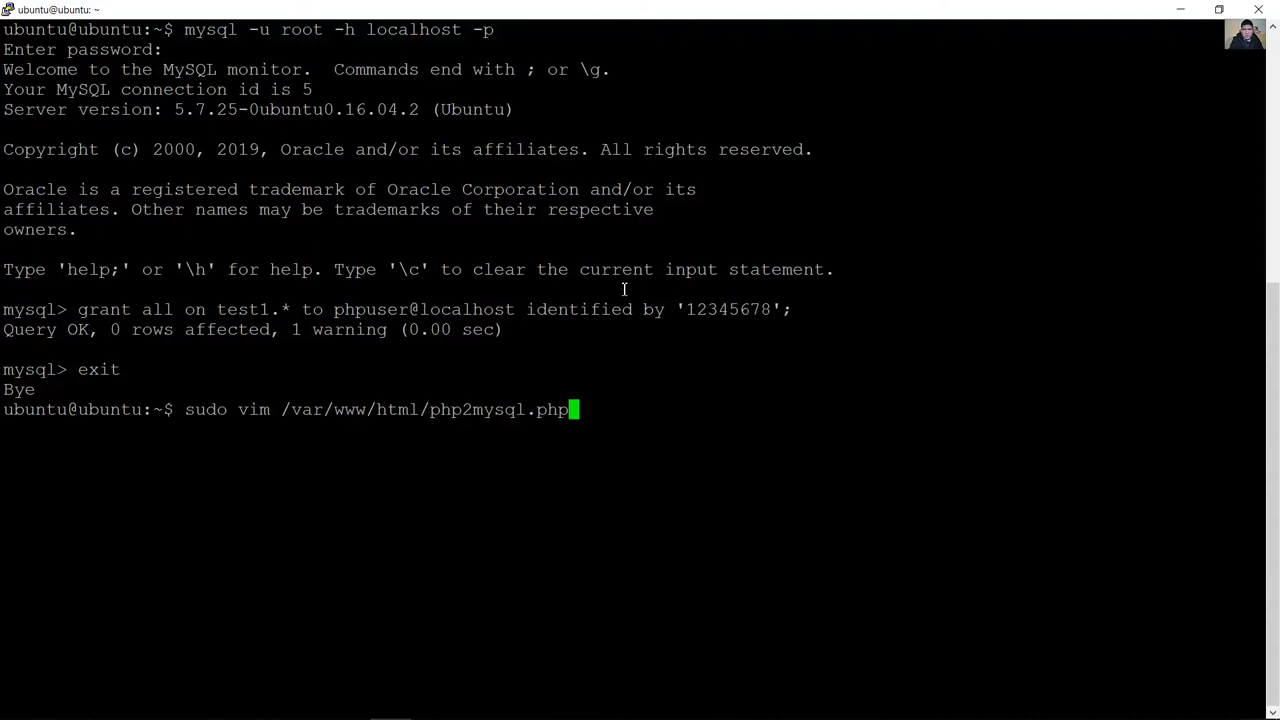 ubuntu@ubuntu: ~
ubuntu@ubuntu:~$ mysql -u root -h localhost -p
Enter password:
Welcome to the MySQL monitor.  Commands end with ; or \g.
Your MySQL connection id is 5
Server version: 5.7.25-0ubuntu0.16.04.2 (Ubuntu)
Copyright (c) 2000, 2019, Oracle and/or its affiliates. All rights reserved.
Oracle is a registered trademark of Oracle Corporation and/or its
affiliates. Other names may be trademarks of their respective
owners.
Type 'help;' or '\h' for help. Type '\c' to clear the current input statement.
mysql> grant all on test1.* to phpuser@localhost identified by '12345678';
Query OK, 0 rows affected, 1 warning (0.00 sec)
mysql> exit
Bye
ubuntu@ubuntu:~$ sudo vim /var/www/html/php2mysql.php